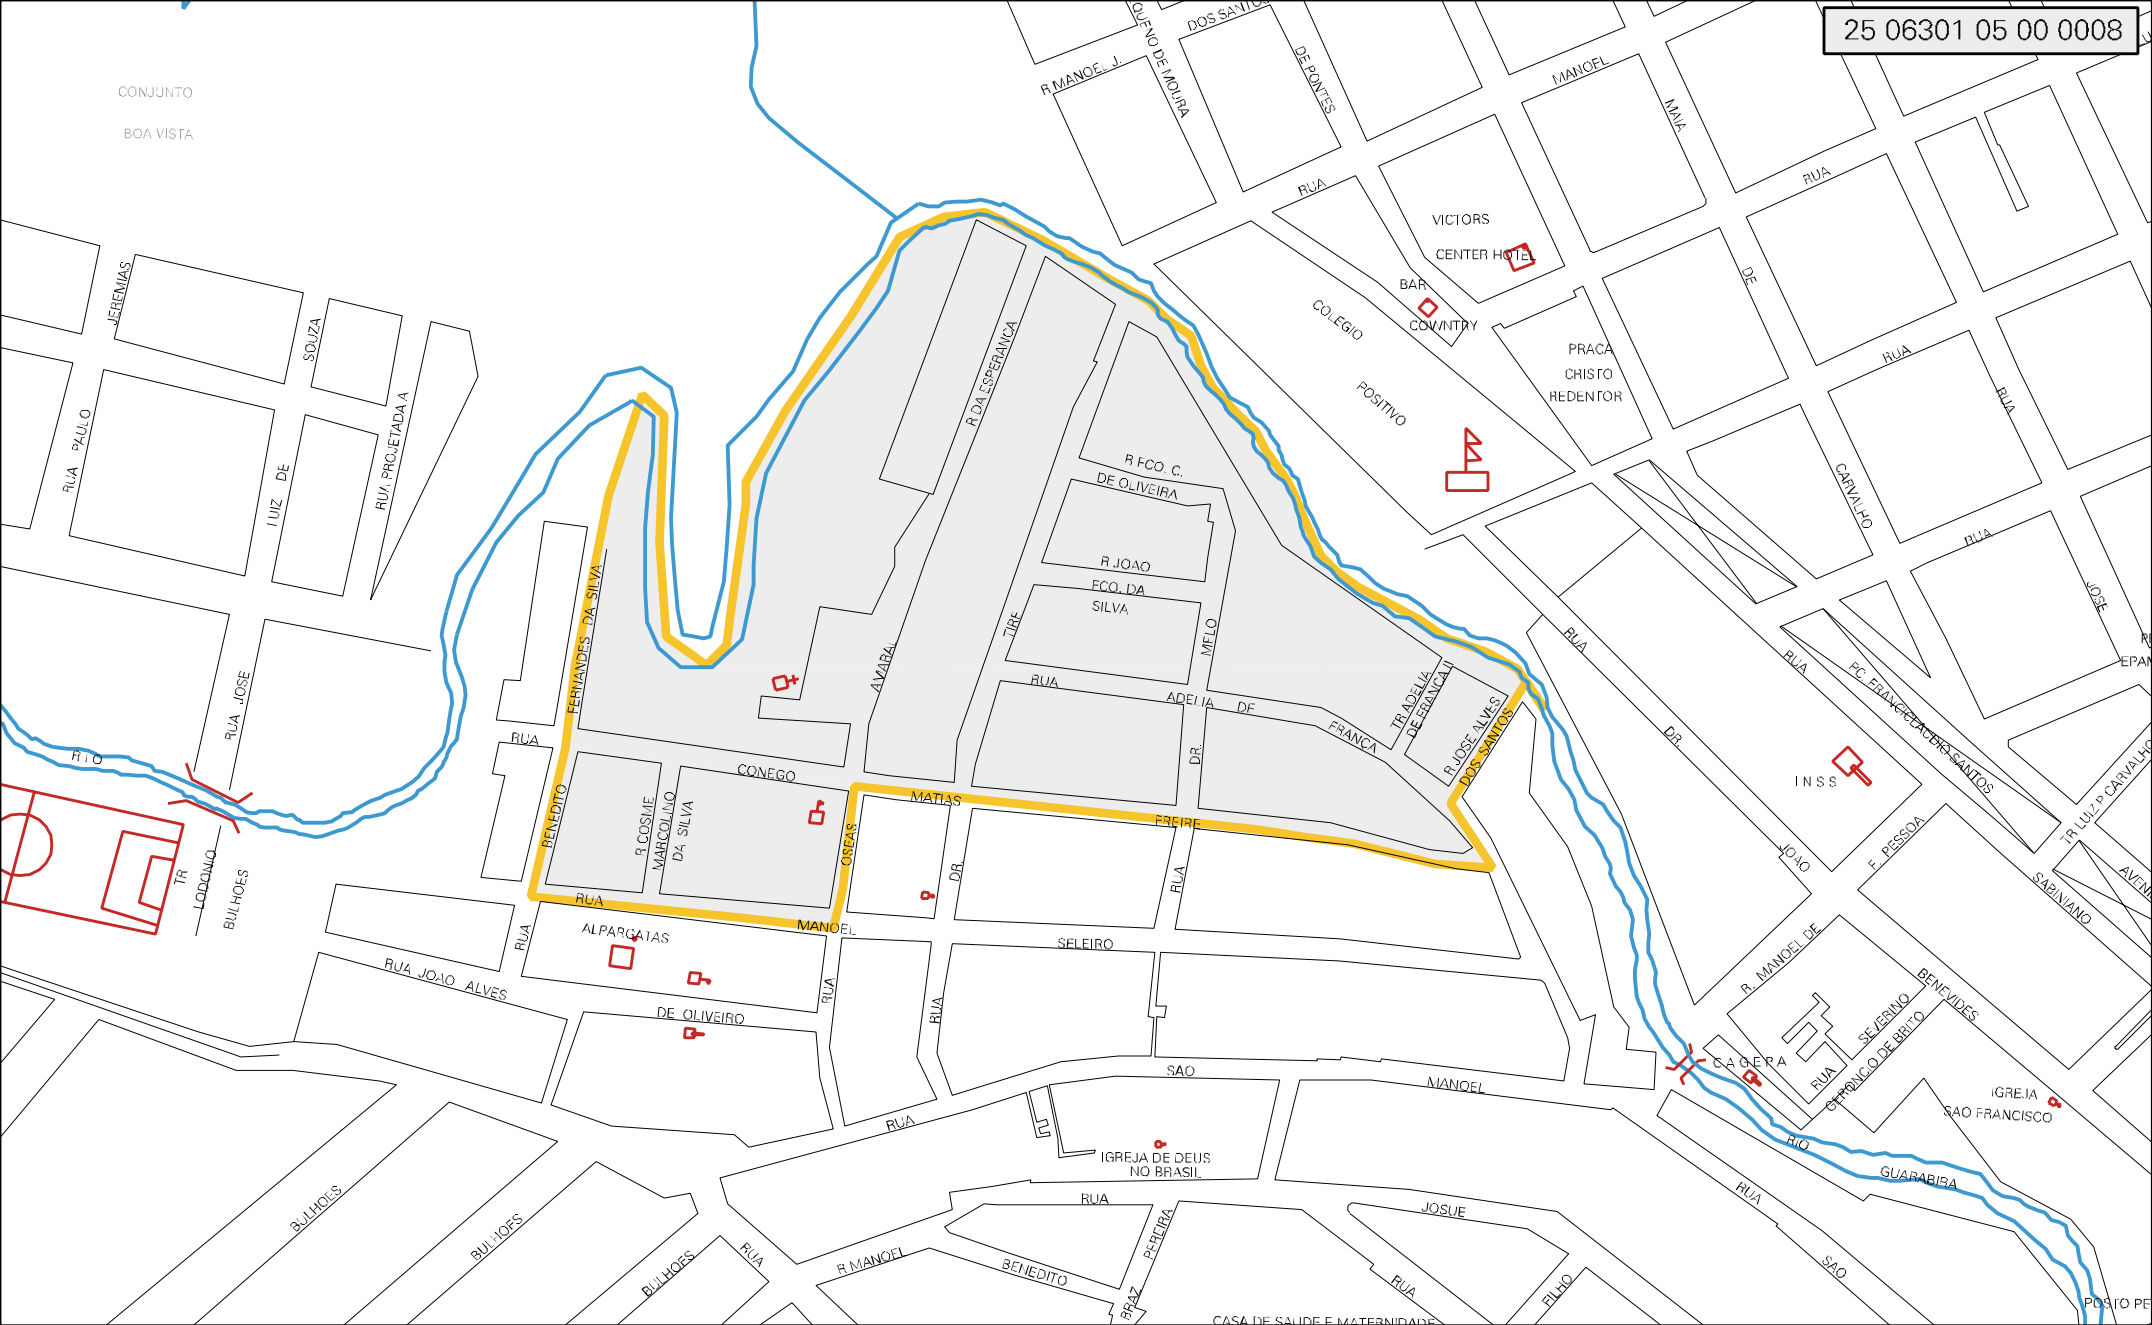 25 06301 05 00 0008
CONJUNTO
BOA VISTA
QUENO DE MOURA
DOS SANTOS
R MANOEL J.
DE PONTES
MANOEL
MAIA
RUA
RUA
VICTORS
CENTER HOTEL
BAR
COWNTRY
COLEGIO
POSITIVO
PRACA
CRISTO
REDENTOR
DE
RUA
RUA
CARVALHO
RUA
JOSE
JEREMIAS
SOUZA
RUA PROJETADA A
RUA PAULO
LUIZ DE
R DA ESPERANCA
R FCO. C.
DE OLIVEIRA
R JOAO
FCO. DA
SILVA
FERNANDES DA SILVA
TIRE
MELO
AMARAL
RUA
ADELIA DE
FRANCA
TR ADELIA
DE FRANCA II
R JOSE ALVES
DOS SANTOS
RUA
RUA
PC. FRANCICLAUDIO SANTOS
EPAN
DR.
RUA JOSE
RIO
RUA
CONEGO
MATIAS
FREIRE
DR.
BENEDITO
R COSME
MARCOLINO
DA SILVA
OSEAS
INSS
JOAO
F. PESSOA
TR LUIZ P CARVALHO
SABINIANO
AVEN
TR
LODONIO
BULHOES
RUA
MANOEL
SELEIRO
DR.
RUA
ALPARGATAS
RUA
RUA JOAO ALVES
DE OLIVEIRO
RUA
RUA
R. MANOEL DE
BENEVIDES
SEVERINO
GERONCIO DE BRITO
RUA
CAGEPA
SAO
MANOEL
RUA
IGREJA
SAO FRANCISCO
IGREJA DE DEUS
NO BRASIL
RIO
GUARABIRA
RUA
SAO
BULHOES
BULHOES
BULHOES
RUA
R MANOEL
RUA
BENEDITO
PEREIRA
BRAZ
JOSUE
RUA
FILHO
CASA DE SAUDE E MATERNIDADE
POSTO PE